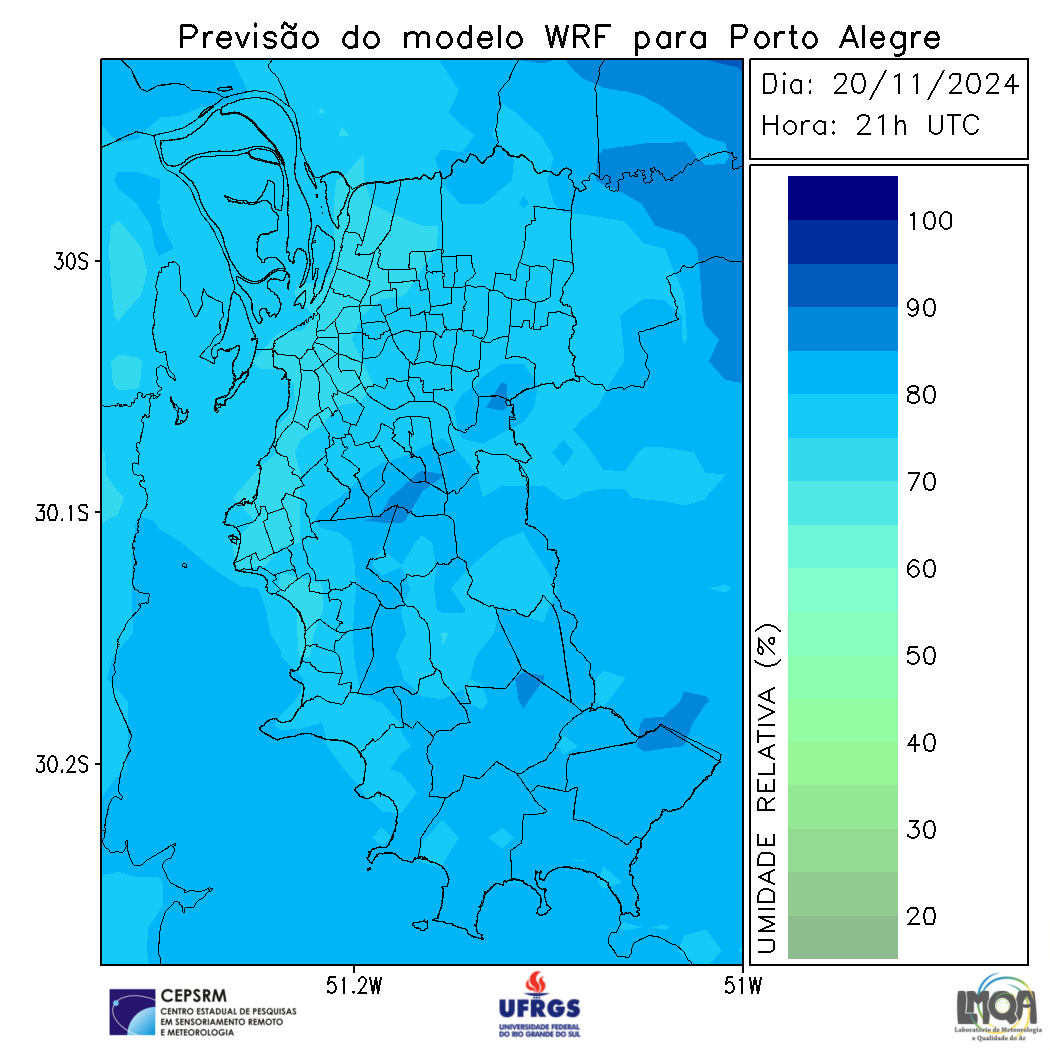 Previsão do modelo WRF para Porto Alegre
Dia: 20/11/2024
Hora: 21h UTC
30S
30.1S
30.2S
51.2W
51W
100
90
80
70
60
50
40
30
20
UMIDADE RELATIVA (%)
CEPSRM
CENTRO ESTADUAL DE PESQUISAS
EM SENSORIAMENTO REMOTO
E METEOROLOGIA
UFRGS
UNIVERSIDADE FEDERAL
DO RIO GRANDE DO SUL
LMQA
Laboratório de Meteorologia
e Qualidade do Ar